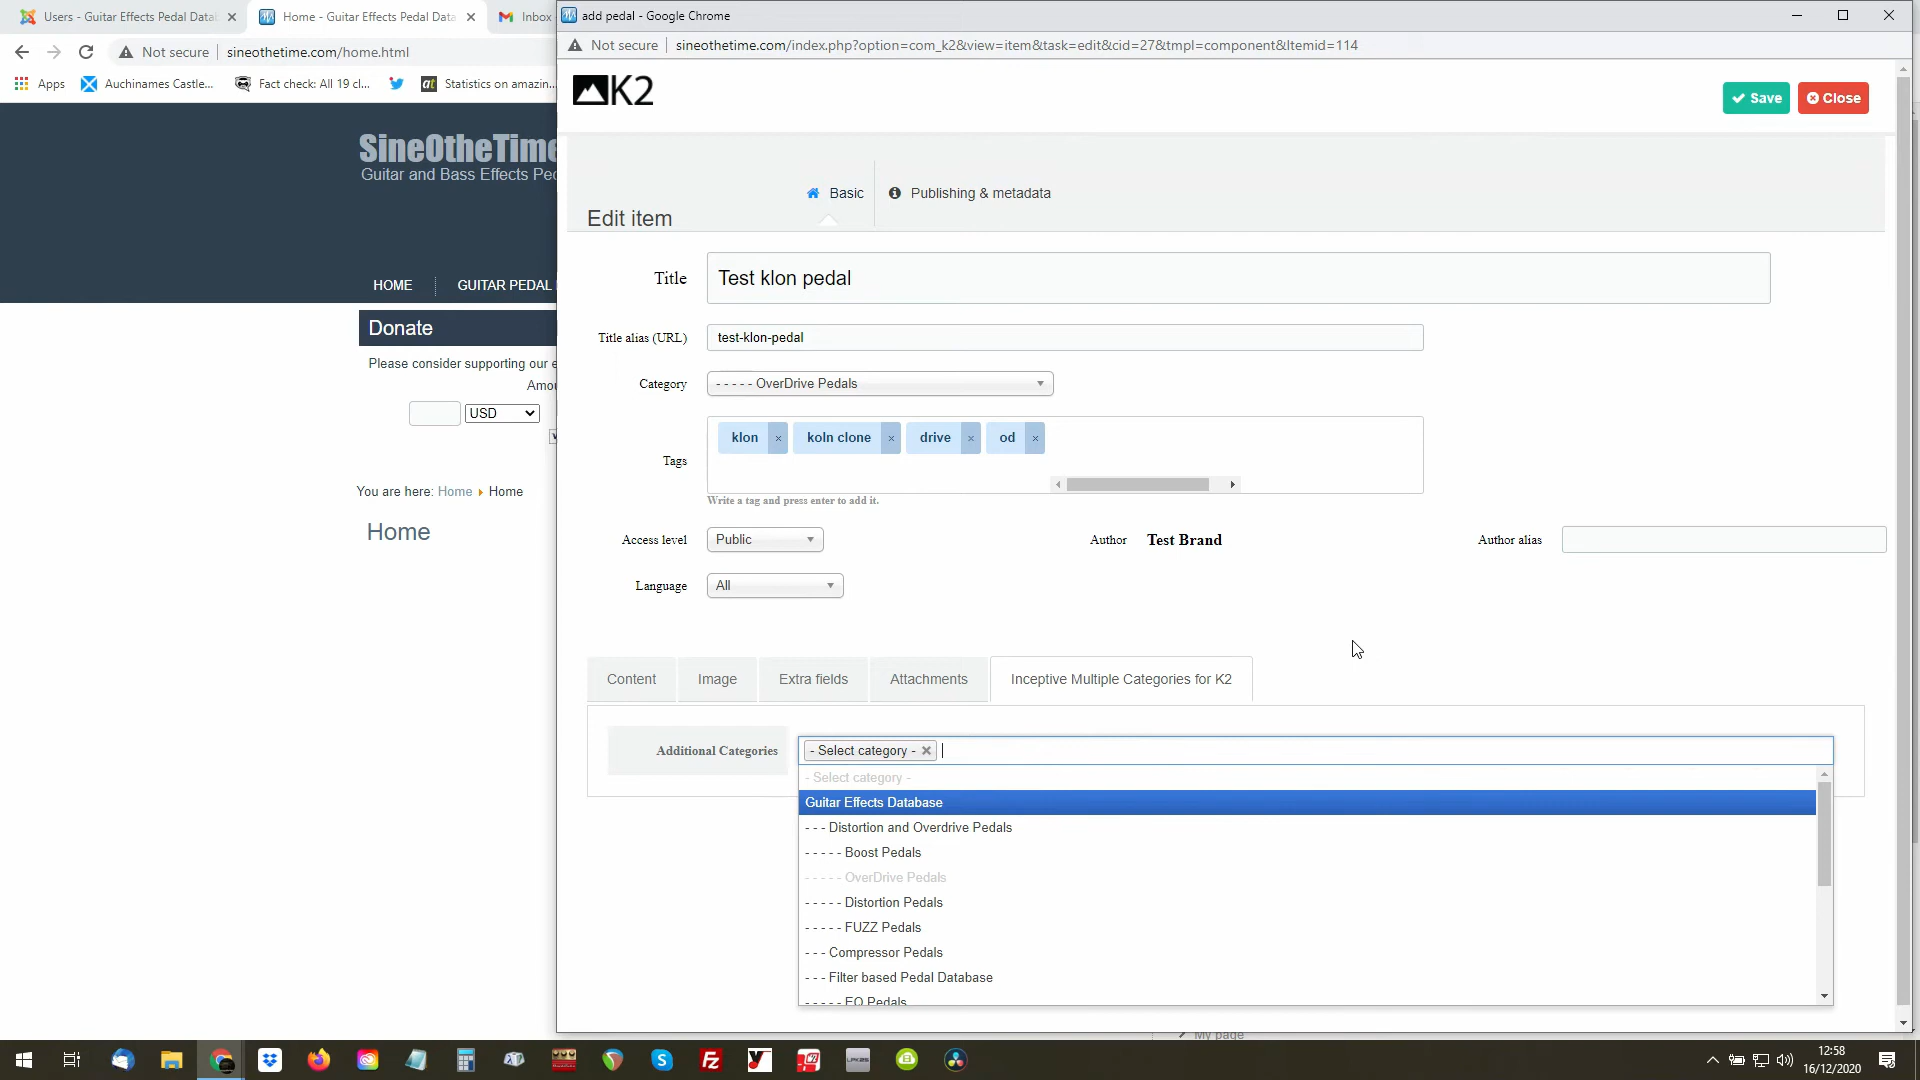 Users - Guitar Effects Pedal Datab
Home - Guitar Effects Pedal Data
Inbox
add pedal - Google Chrome
Not secure
sineothetime.com/home.html
Not secure
sineothetime.com/index.php?option=com_k2&view=item&task=edit&cid=27&tmpl=component&Itemid=114
Apps
Auchinames Castle...
Fact check: All 19 cl...
at
Statistics on amazin...
K2
Save
Close
SineOtheTime
Guitar and Bass Effects Ped
HOME
GUITAR PEDAL
Donate
Please consider supporting our e
Amou
USD
You are here: Home
Home
Home
Edit item
Basic
Publishing & metadata
Title
Test klon pedal
Title alias (URL)
test-klon-pedal
Category
- - - - - OverDrive Pedals
Tags
klon ×
koln clone ×
drive ×
od ×
Write a tag and press enter to add it.
Access level
Public
Author
Test Brand
Author alias
Language
All
Content
Image
Extra fields
Attachments
Inceptive Multiple Categories for K2
Additional Categories
- Select category -
- Select category -
Guitar Effects Database
- - - Distortion and Overdrive Pedals
- - - - - Boost Pedals
- - - - - OverDrive Pedals
- - - - - Distortion Pedals
- - - - - FUZZ Pedals
- - - Compressor Pedals
- - - Filter based Pedal Database
- - - - - EQ Pedals
My page
12:58
16/12/2020